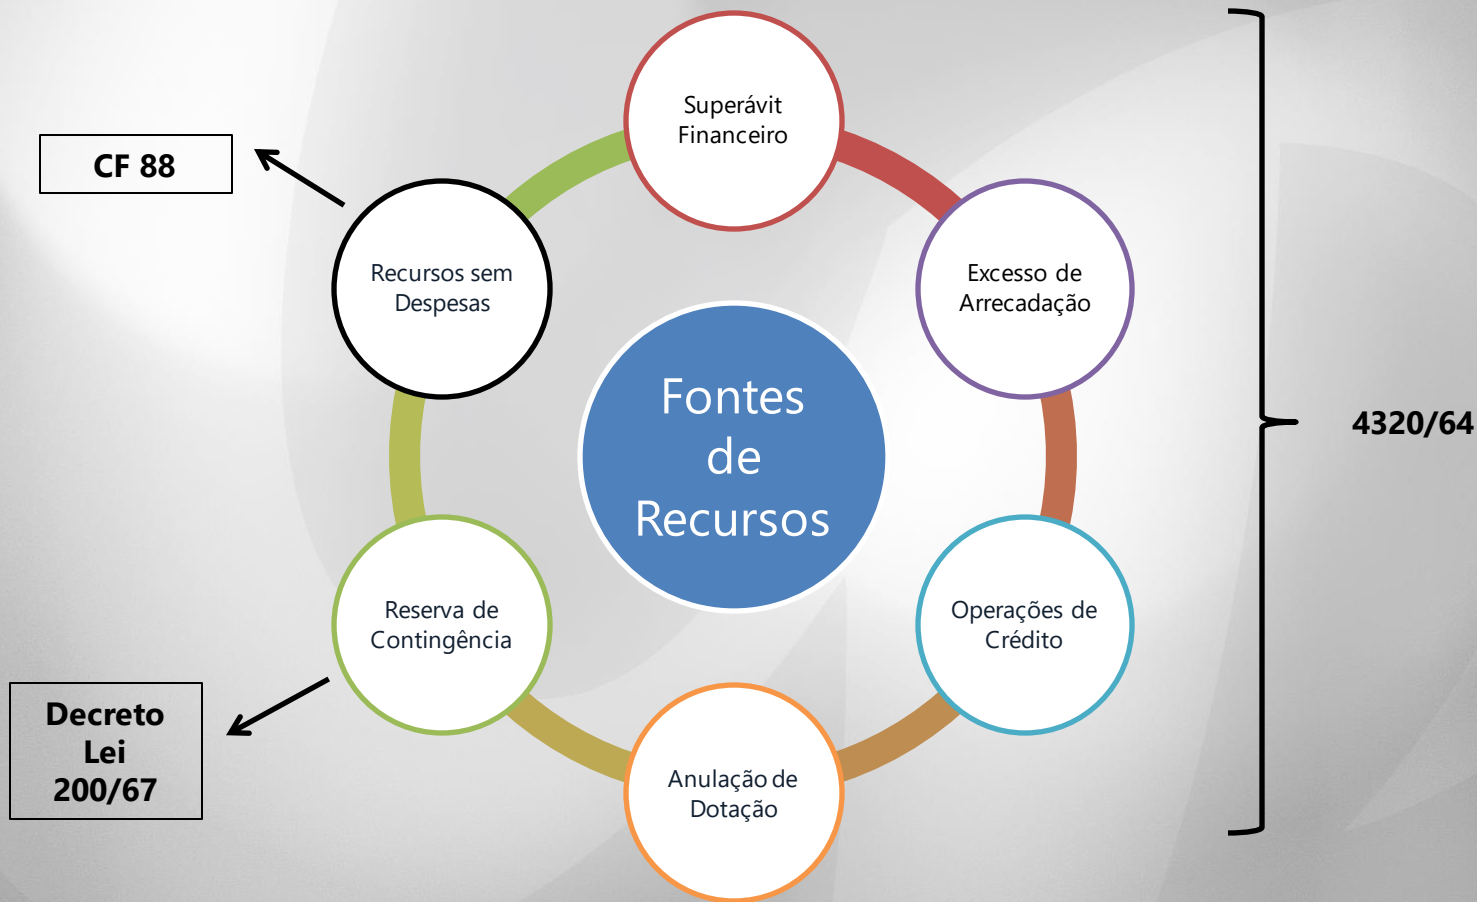 Superávit
Financeiro
CF 88
Recursos sem
Despesas
Excesso de
Arrecadação
Fontes
de
Recursos
4320/64
Reserva de
Contingência
Operações de
Crédito
Decreto
Lei
200/67
Anulação de
Dotação